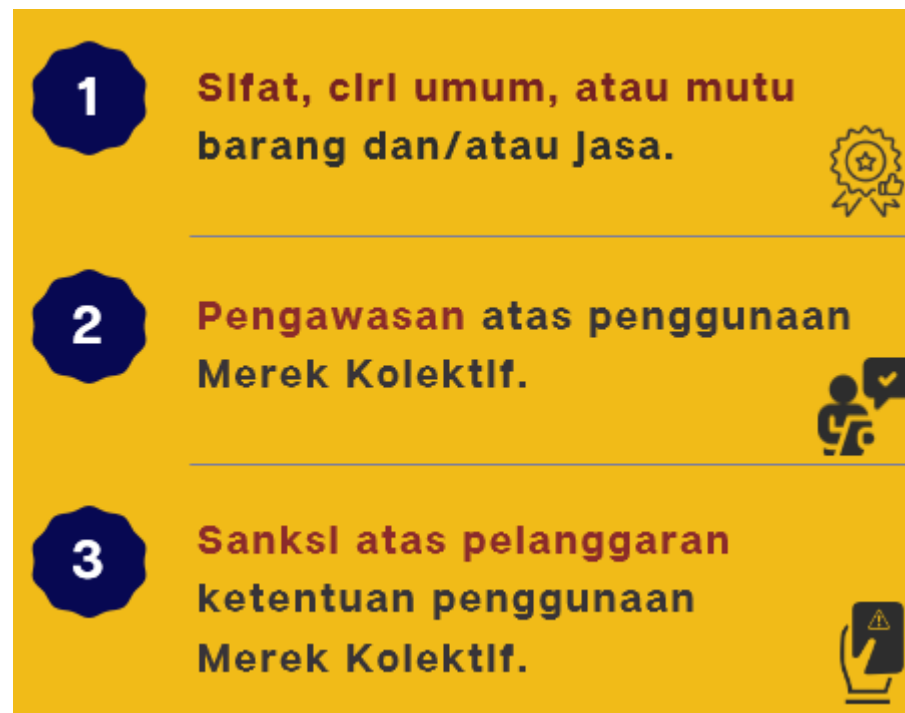 1
Sifat, ciri umum, atau mutu
barang dan/atau jasa.
2
Pengawasan atas penggunaan
Merek Kolektif.
3
Sanksi atas pelanggaran
ketentuan penggunaan
Merek Kolektif.